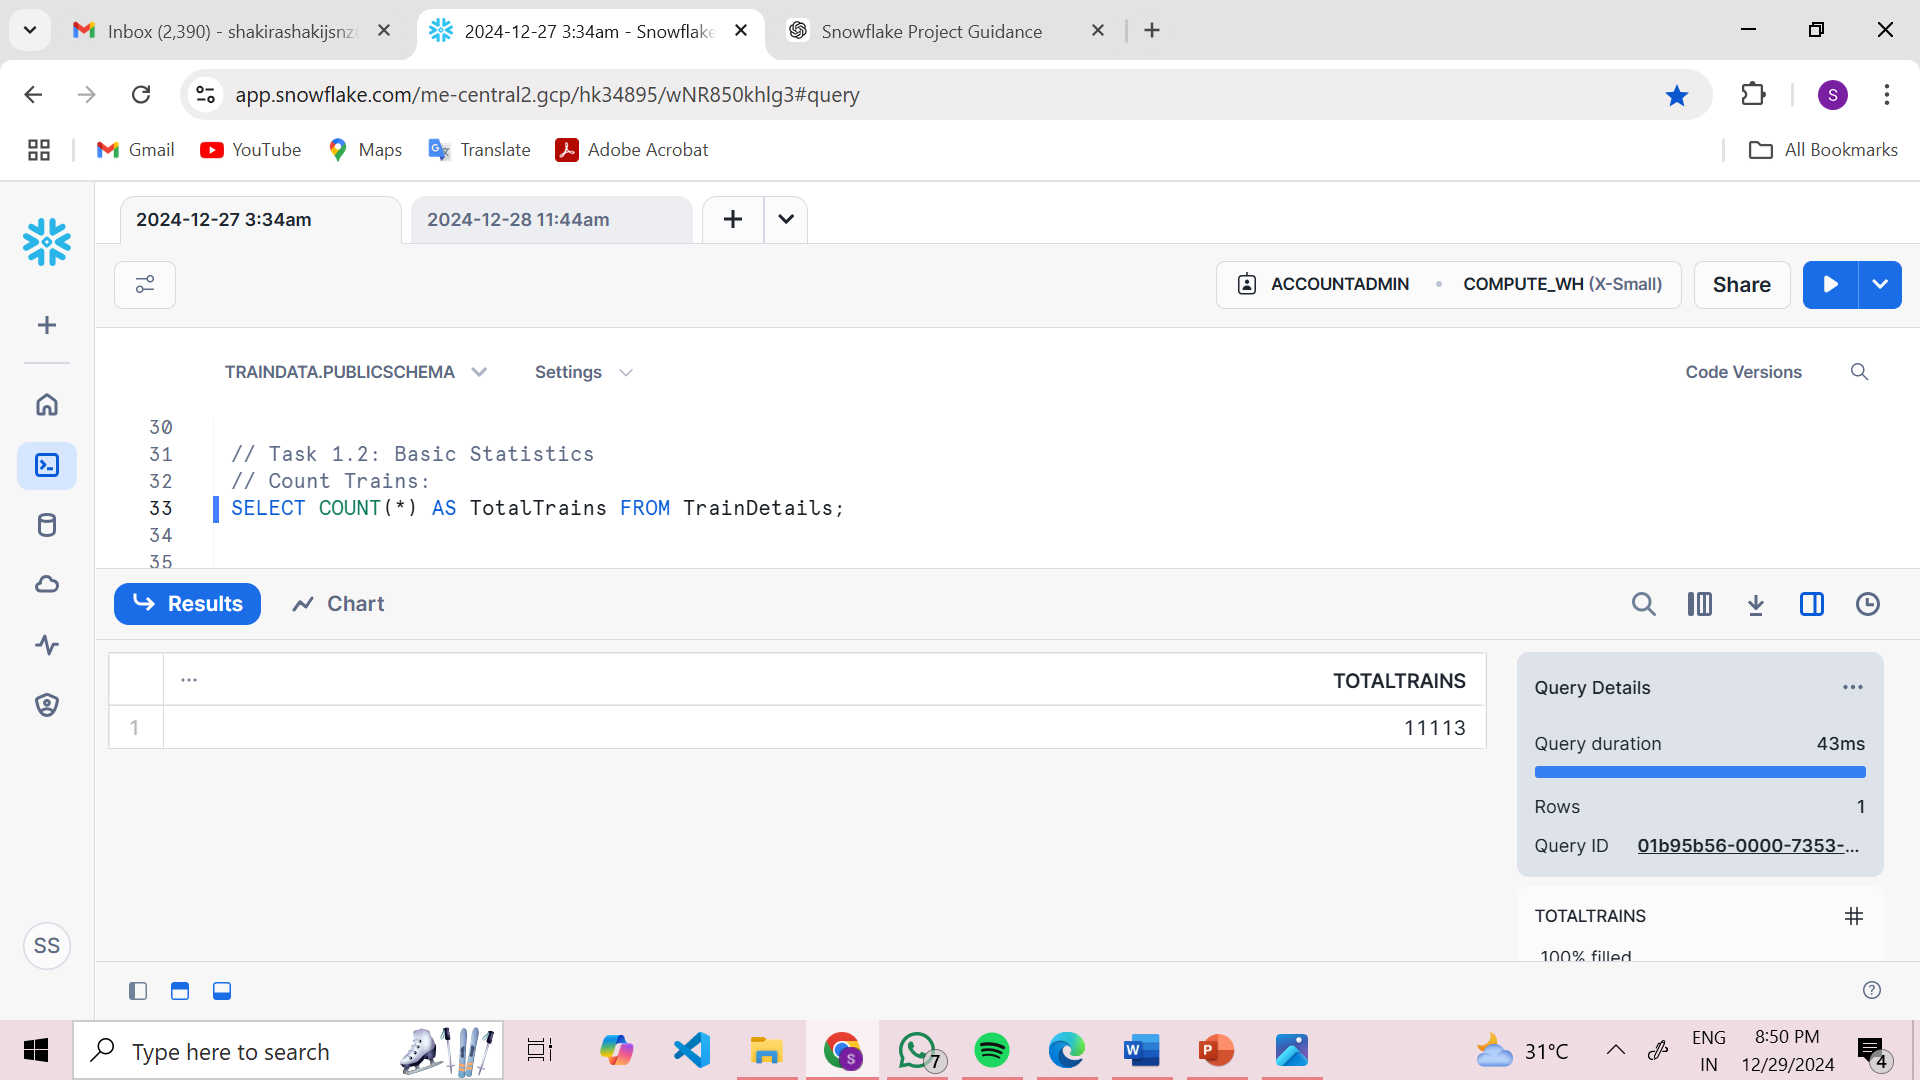 Inbox (2,390) - shakirashakijsnz
2024-12-27 3:34am - Snowflake
Snowflake Project Guidance
app.snowflake.com/me-central2.gcp/hk34895/wNR850khlg3#query
S
Gmail
YouTube
Maps
Translate
Adobe Acrobat
All Bookmarks
2024-12-27 3:34am
2024-12-28 11:44am
ACCOUNTADMIN
COMPUTE_WH (X-Small)
Share
TRAINDATA.PUBLICSCHEMA
Settings
Code Versions
30
31 // Task 1.2: Basic Statistics
32 // Count Trains:
33 SELECT COUNT(*) AS TotalTrains FROM TrainDetails;
34
35
Results
Chart
... TOTALTRAINS
1 11113
Query Details
...
Query duration 43ms
Rows 1
Query ID 01b95b56-0000-7353-...
TOTALTRAINS
100% filled
SS
Type here to search
S
7
W
P
31°C
ENG
IN
8:50 PM
12/29/2024
4